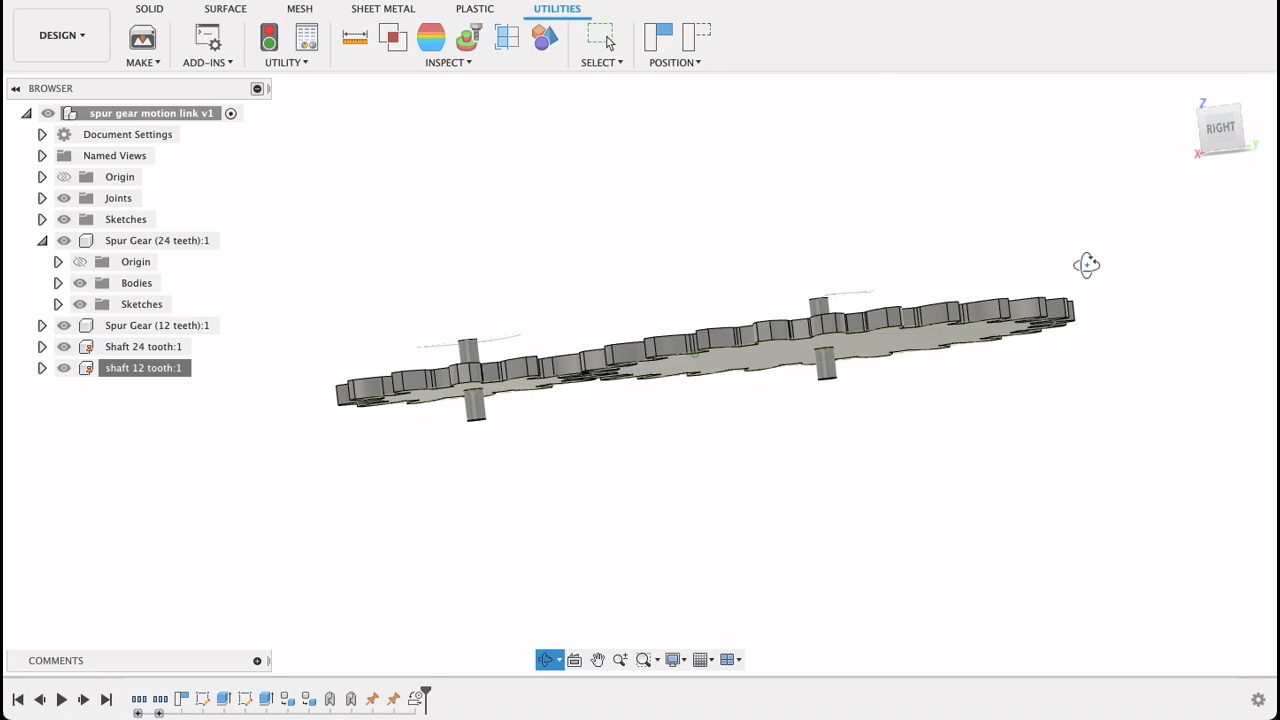 SOLID SURFACE MESH SHEET METAL PLASTIC UTILITIES
DESIGN
MAKE ADD-INS UTILITY INSPECT SELECT POSITION
BROWSER
spur gear motion link v1
Document Settings
Named Views
Origin
Joints
Sketches
Spur Gear (24 teeth):1
Origin
Bodies
Sketches
Spur Gear (12 teeth):1
Shaft 24 tooth:1
shaft 12 tooth:1
Z
RIGHT
X
Y
COMMENTS